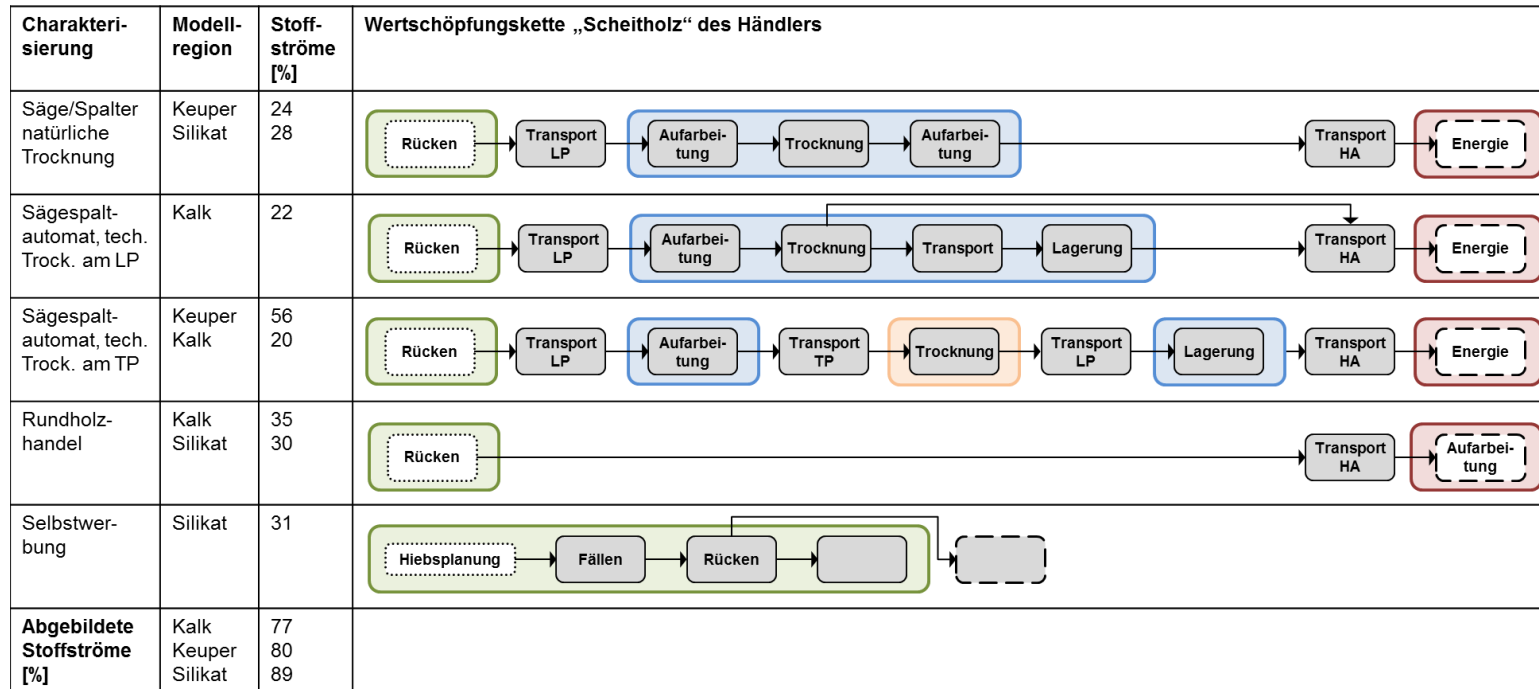 Charakteri-
sierung
Modell-
region
Stoff-
ströme
[%]
Wertschöpfungskette „Scheitholz“ des Händlers
Säge/Spalter
natürliche
Trocknung
Keuper
Silikat
24
28
Rücken
Transport
LP
Aufarbei-
tung
Trocknung
Aufarbei-
tung
Transport
HA
Energie
Sägespalt-
automat, tech.
Trock. am LP
Kalk
22
Rücken
Transport
LP
Aufarbei-
tung
Trocknung
Transport
Lagerung
Transport
HA
Energie
Sägespalt-
automat, tech.
Trock. am TP
Keuper
Kalk
56
20
Rücken
Transport
LP
Aufarbei-
tung
Transport
TP
Trocknung
Transport
LP
Lagerung
Transport
HA
Energie
Rundholz-
handel
Kalk
Silikat
35
30
Rücken
Transport
HA
Aufarbei-
tung
Selbstwer-
bung
Silikat
31
Hiebsplanung
Fällen
Rücken
Abgebildete
Stoffströme
[%]
Kalk
Keuper
Silikat
77
80
89